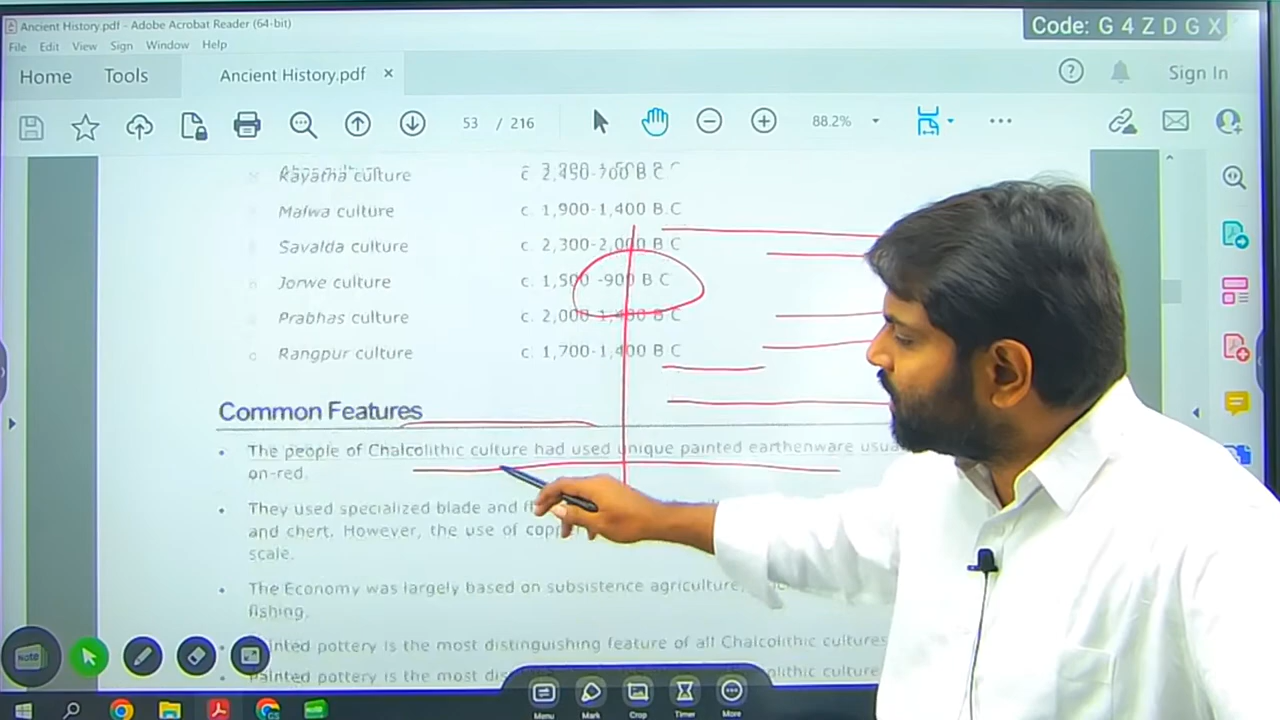 Ancient History.pdf - Adobe Acrobat Reader (64-bit)
Code: G 4 Z D G X
File Edit View Sign Window Help
Home Tools Ancient History.pdf × Sign In
53 / 216 88.2%
Kayatha culture c. 2,450-700 B C
Malwa culture c. 1,900-1,400 B.C
Savalda culture c. 2,300-2,000 B C
Jorwe culture c. 1,500 -900 B C
Prabhas culture c. 2,000-1,400 B C
Rangpur culture c. 1,700-1,400 B C
Common Features
• The people of Chalcolithic culture had used unique painted earthenware
on-red.
• They used specialized blade and
and chert. However, the use of
scale.
• The Economy was largely based on subsistence agriculture,
fishing.
painted pottery is the most distinguishing feature of all Chalcolithic cultures
• Painted pottery is the most
Note
Menu Mark Crop Timer More